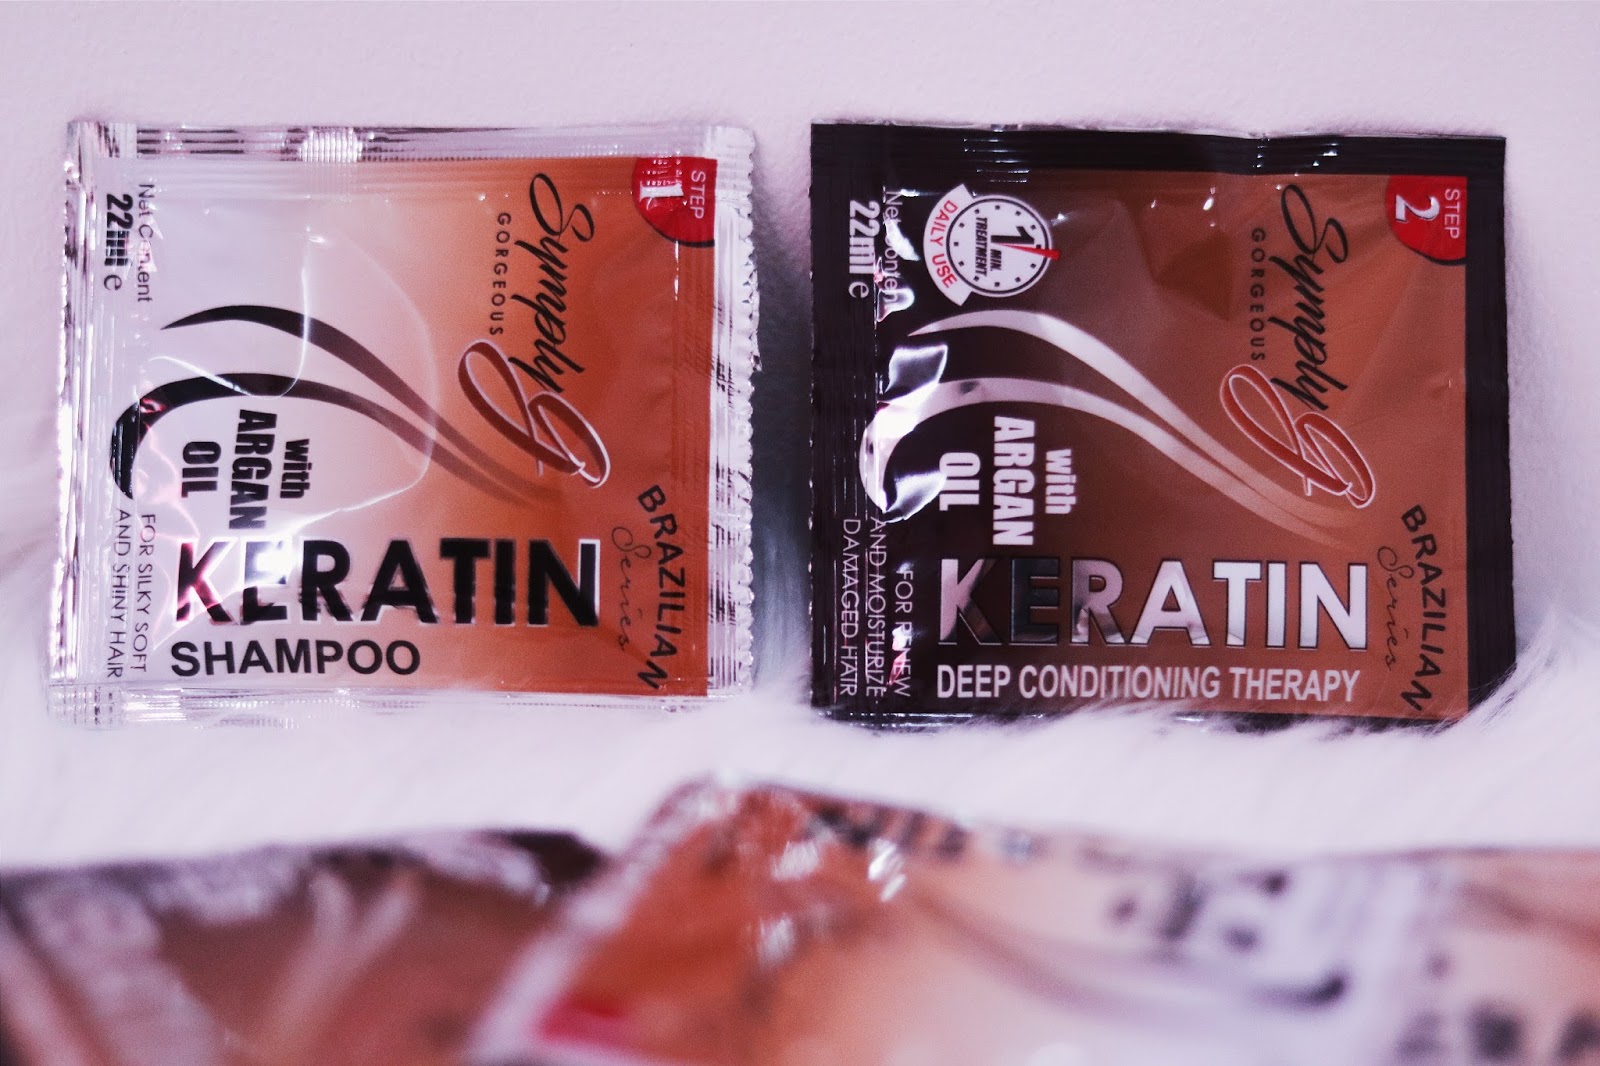 STEP
1
Symply G
GORGEOUS
BRAZILIAN
Series
Net Content
22ml e
with
ARGAN
OIL
KERATIN
SHAMPOO
FOR SILKY SOFT
AND SHINY HAIR
STEP
2
Symply G
GORGEOUS
BRAZILIAN
Series
1 MIN.
TREATMENT
DAILY USE
Net Content
22ml e
with
ARGAN
OIL
KERATIN
DEEP CONDITIONING THERAPY
FOR RENEW
AND MOISTURIZE
DAMAGED HAIR